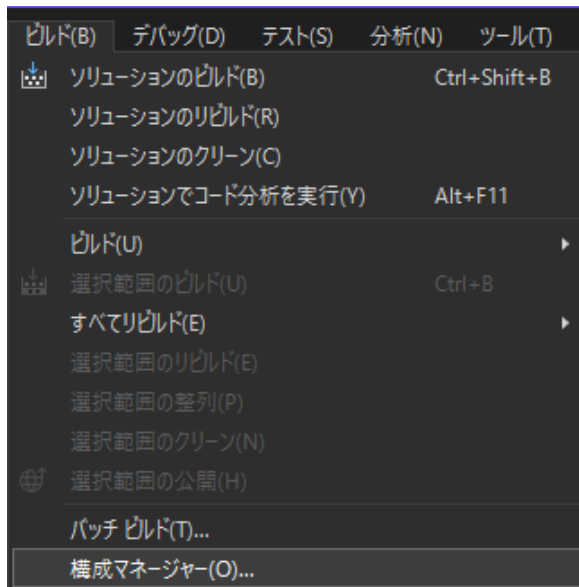 ビルド(B) デバッグ(D) テスト(S) 分析(N) ツール(T)
ソリューションのビルド(B) Ctrl+Shift+B
ソリューションのリビルド(R)
ソリューションのクリーン(C)
ソリューションでコード分析を実行(Y) Alt+F11
ビルド(U)
選択範囲のビルド(U) Ctrl+B
すべてリビルド(E)
選択範囲のリビルド(E)
選択範囲の整列(P)
選択範囲のクリーン(N)
選択範囲の公開(H)
バッチ ビルド(T)...
構成マネージャー(O)...